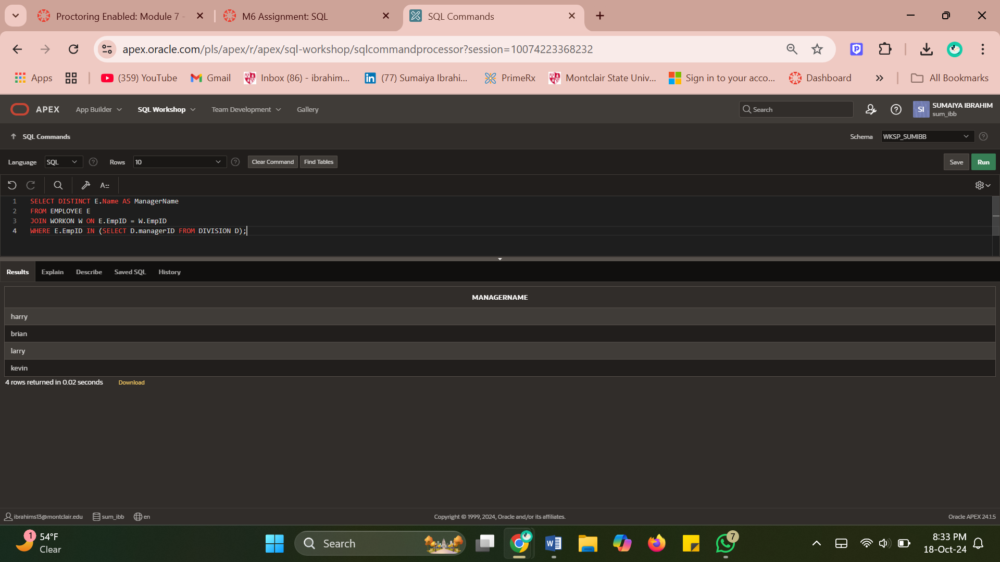 Proctoring Enabled: Module 7 -
M6 Assignment: SQL
SQL Commands
apex.oracle.com/pls/apex/r/apex/sql-workshop/sqlcommandprocessor?session=10074223368232
Apps
(359) YouTube
Gmail
Inbox (86) - ibrahim...
(77) Sumaiya Ibrahi...
PrimeRx
Montclair State Univ...
Sign in to your acco...
Dashboard
All Bookmarks
APEX
App Builder
SQL Workshop
Team Development
Gallery
Search
SI
SUMAIYA IBRAHIM
sum_ibb
SQL Commands
Schema
WKSP_SUMIBB
Language
SQL
Rows
10
Clear Command
Find Tables
Save
Run
1 SELECT DISTINCT E.Name AS ManagerName
2 FROM EMPLOYEE E
3 JOIN WORKON W ON E.EmpID = W.EmpID
4 WHERE E.EmpID IN (SELECT D.managerID FROM DIVISION D);
Results
Explain
Describe
Saved SQL
History
MANAGERNAME
harry
brian
larry
kevin
4 rows returned in 0.02 seconds
Download
ibrahims13@montclair.edu
sum_ibb
en
Copyright © 1999, 2024, Oracle and/or its affiliates.
Oracle APEX 24.1.5
1
54°F
Clear
Search
7
8:33 PM
18-Oct-24